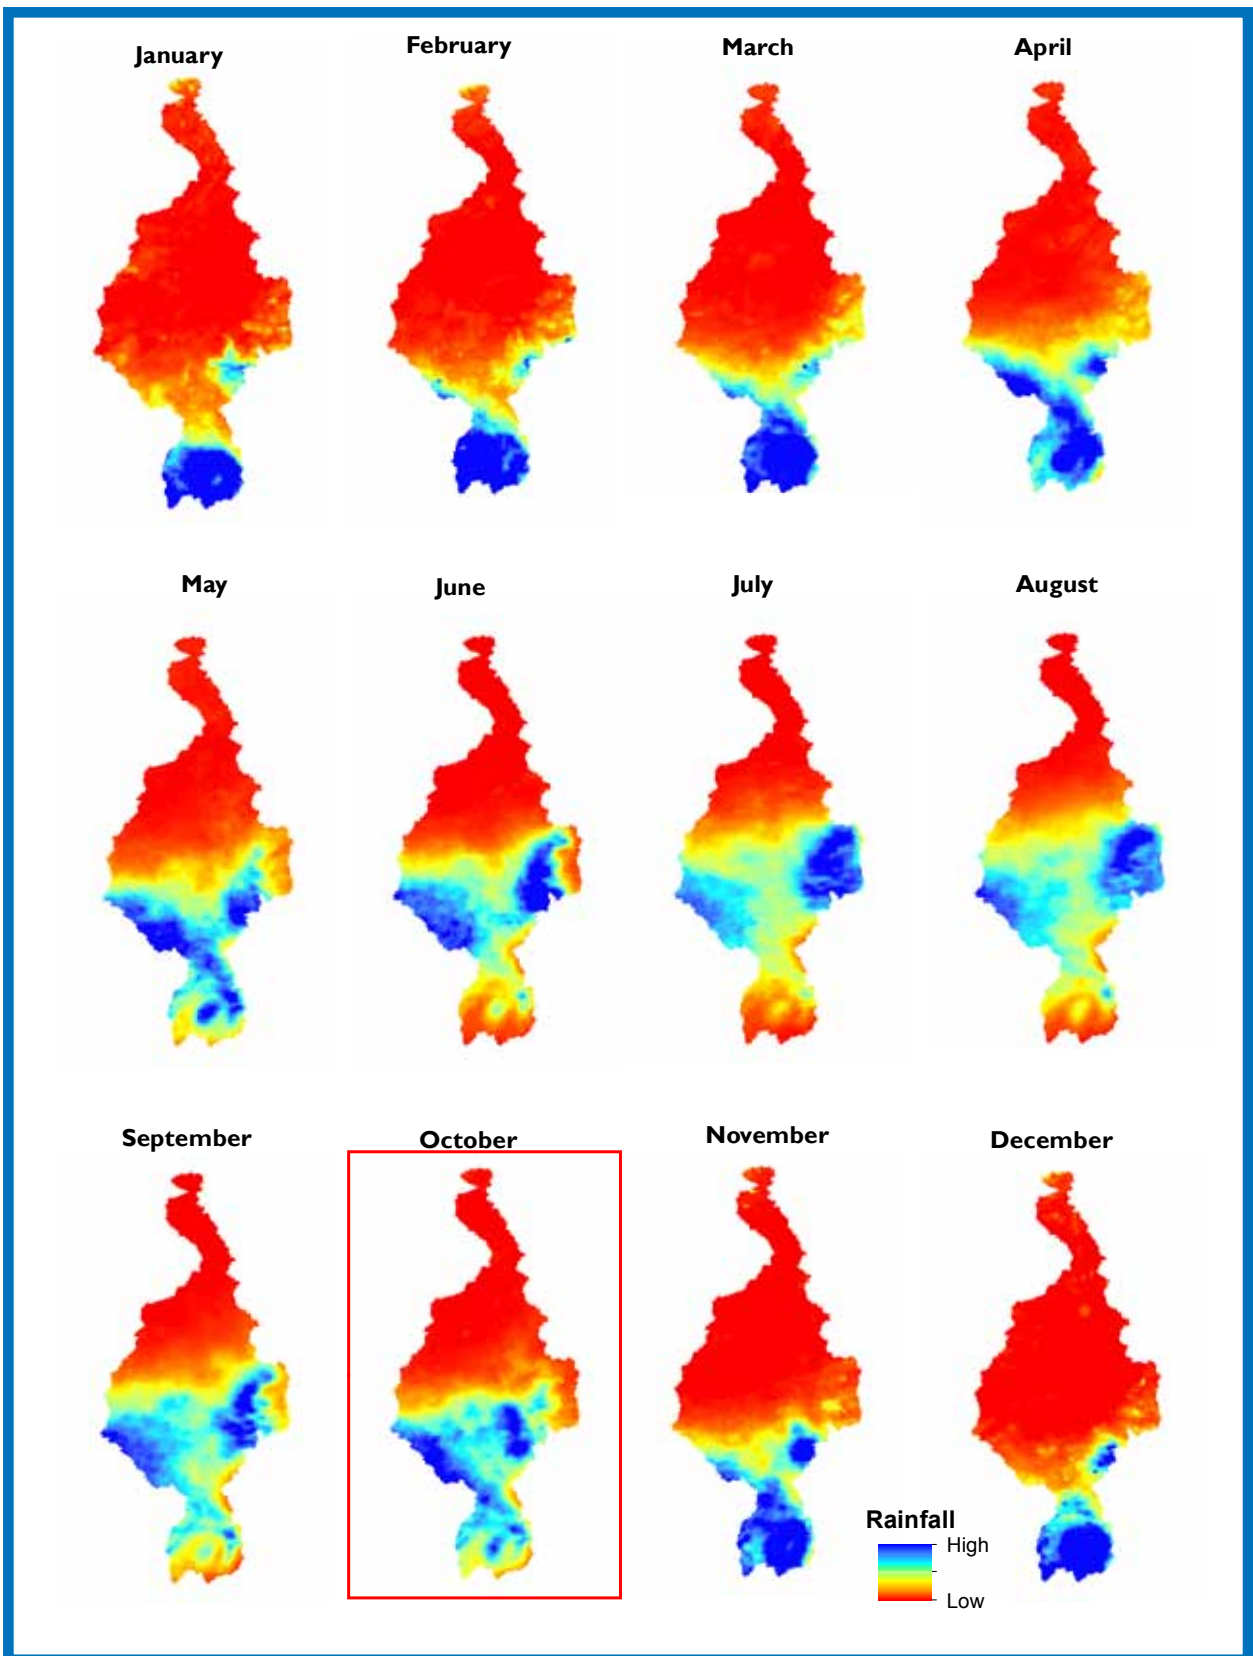 January
February
March
April
May
June
July
August
September
October
November
December
Rainfall
High
Low